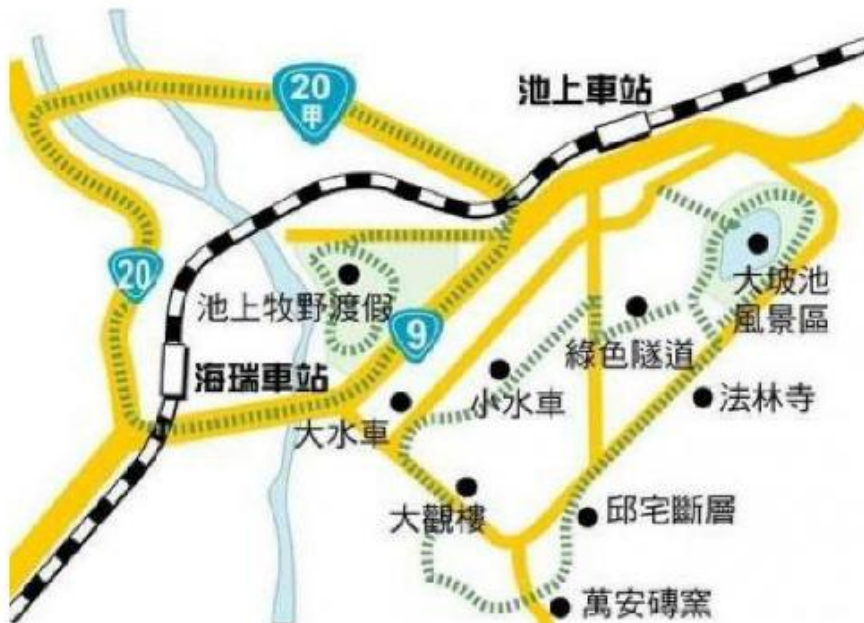 20
甲
池上車站
20
池上牧野渡假
9
大坡池
風景區
綠色隧道
海瑞車站
大水車
小水車
法林寺
大觀樓
邱宅斷層
萬安磚窯